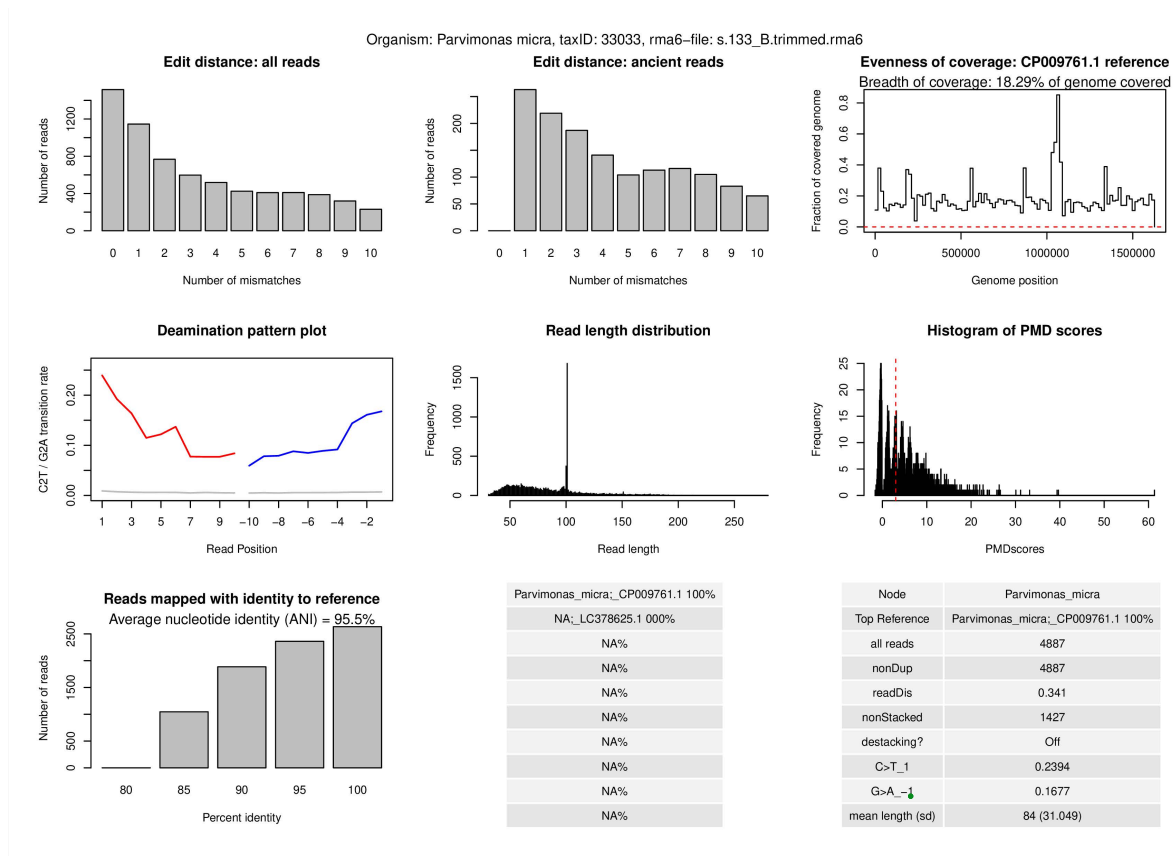 Organism: Parvimonas micra, taxID: 33033, rma6−file: s.133_B.trimmed.rma6
Edit distance: all reads
Number of reads
0 400 800 1200
0 1 2 3 4 5 6 7 8 9 10
Number of mismatches
Edit distance: ancient reads
Number of reads
0 50 100 200
0 1 2 3 4 5 6 7 8 9 10
Number of mismatches
Evenness of coverage: CP009761.1 reference
Breadth of coverage: 18.29% of genome covered
Fraction of covered genome
0.0 0.2 0.4 0.6 0.8
0 500000 1000000 1500000
Genome position
Deamination pattern plot
C2T / G2A transition rate
0.00 0.10 0.20
1 3 5 7 9 −10 −8 −6 −4 −2
Read Position
Read length distribution
Frequency
0 500 1000 1500
50 100 150 200 250
Read length
Histogram of PMD scores
Frequency
0 5 10 15 20 25
0 10 20 30 40 50 60
PMDscores
Reads mapped with identity to reference
Average nucleotide identity (ANI) = 95.5%
Number of reads
0 500 1500 2500
80 85 90 95 100
Percent identity
Parvimonas_micra;_CP009761.1 100%
NA;_LC378625.1 000%
NA%
NA%
NA%
NA%
NA%
NA%
NA%
NA%
Node Parvimonas_micra
Top Reference Parvimonas_micra;_CP009761.1 100%
all reads 4887
nonDup 4887
readDis 0.341
nonStacked 1427
destacking? Off
C>T_1 0.2394
G>A_−1 0.1677
mean length (sd) 84 (31.049)